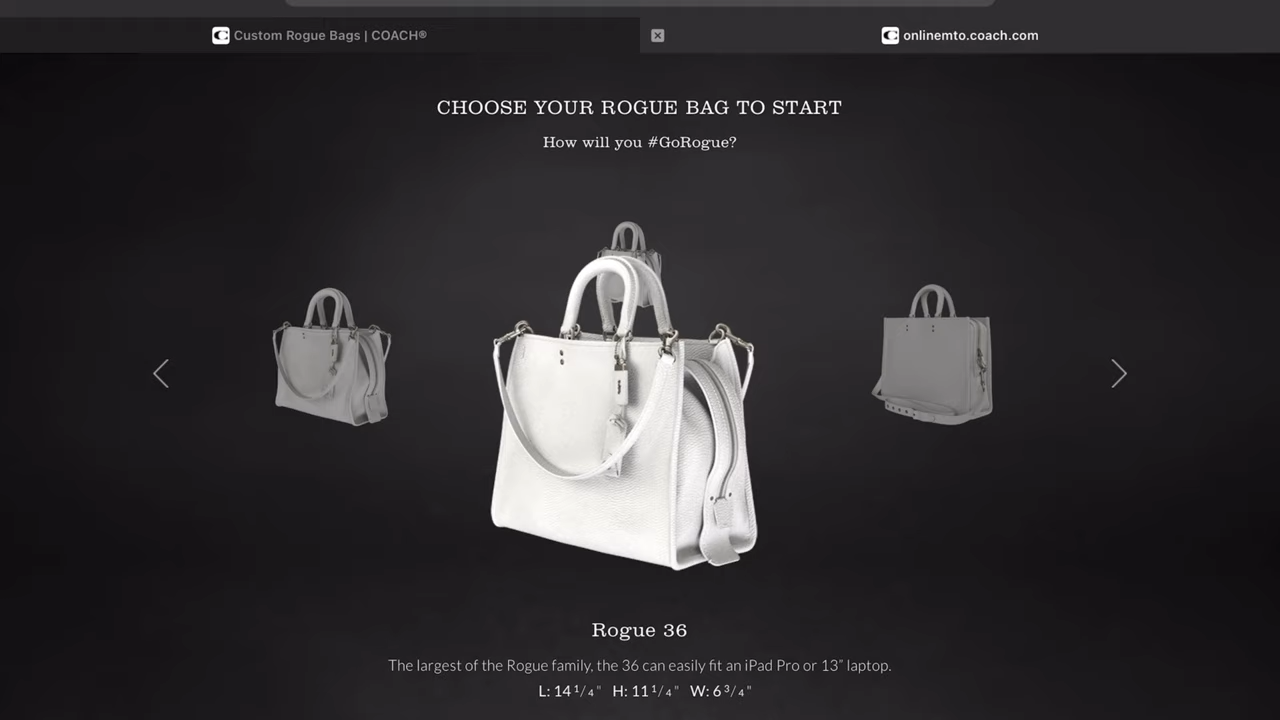 Custom Rogue Bags | COACH®
onlinemto.coach.com
CHOOSE YOUR ROGUE BAG TO START
How will you #GoRogue?
Rogue 36
The largest of the Rogue family, the 36 can easily fit an iPad Pro or 13" laptop.
L: 14 1/4" H: 11 1/4" W: 6 3/4"